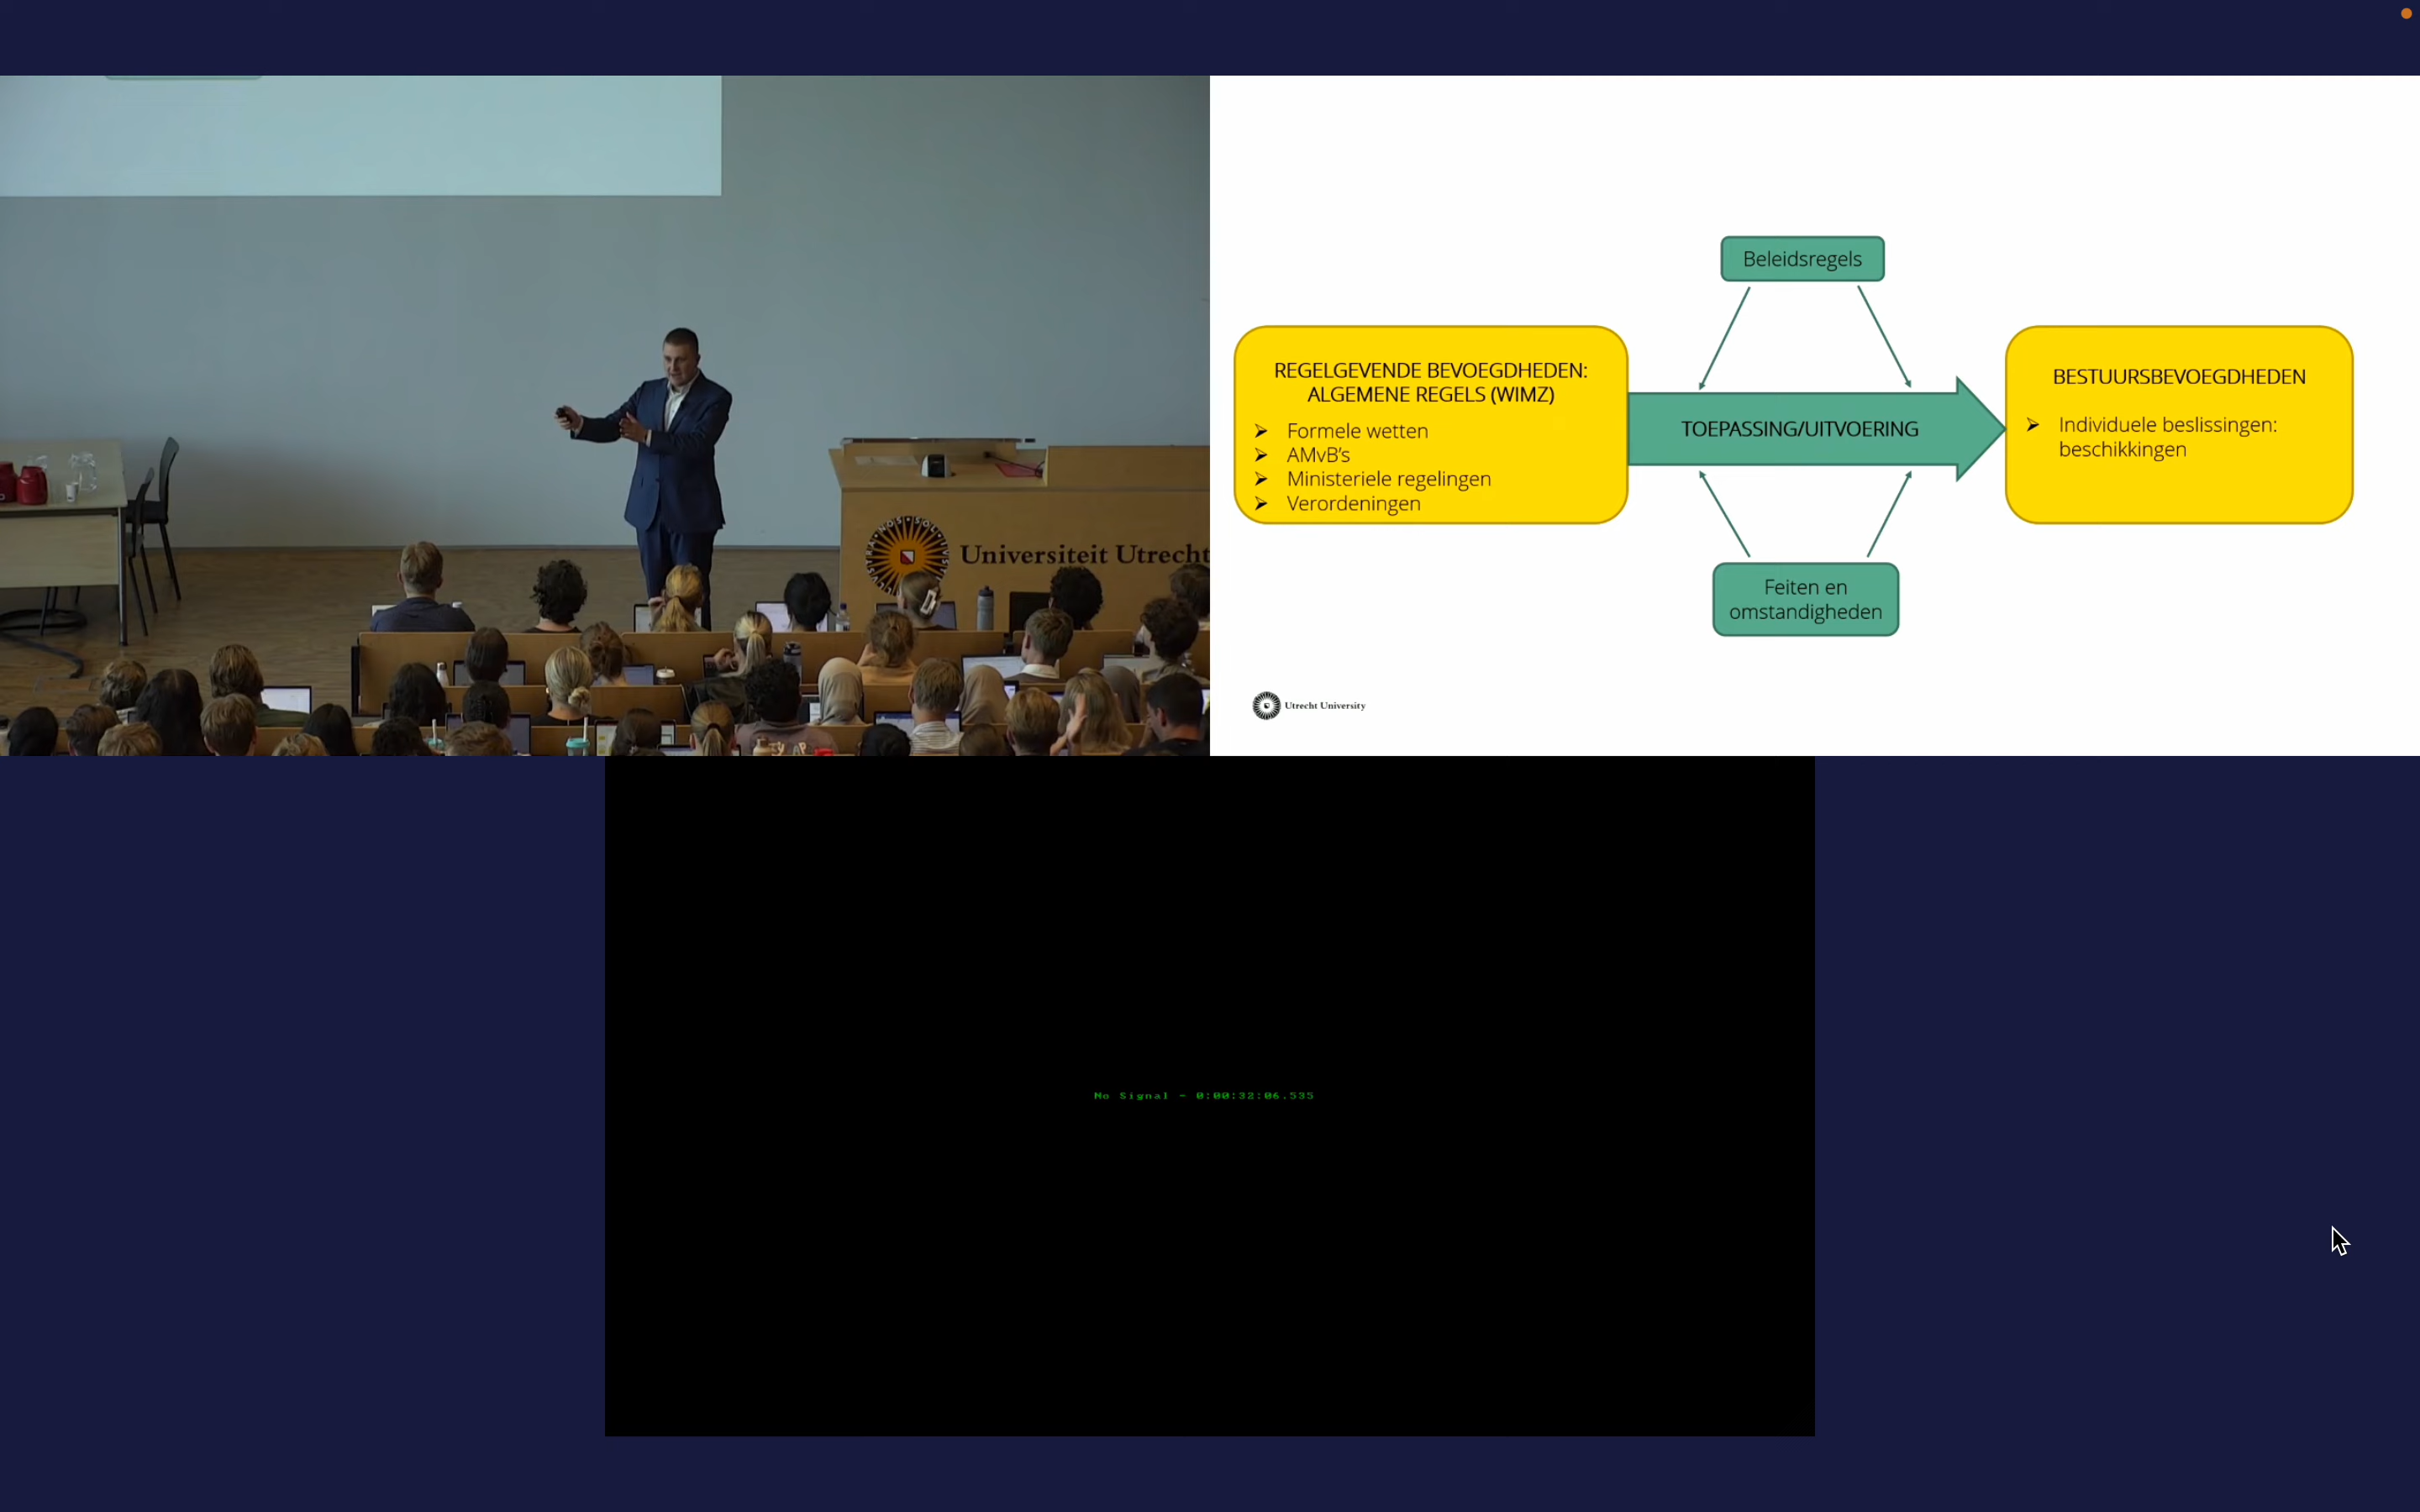 Universiteit Utrecht
Beleidsregels
REGELGEVENDE BEVOEGDHEDEN:
ALGEMENE REGELS (WIMZ)
➢ Formele wetten
➢ AMvB's
➢ Ministeriele regelingen
➢ Verordeningen
TOEPASSING/UITVOERING
BESTUURSBEVOEGDHEDEN
➢ Individuele beslissingen:
beschikkingen
Feiten en
omstandigheden
Utrecht University
No Signal - 0:00:32:06.535